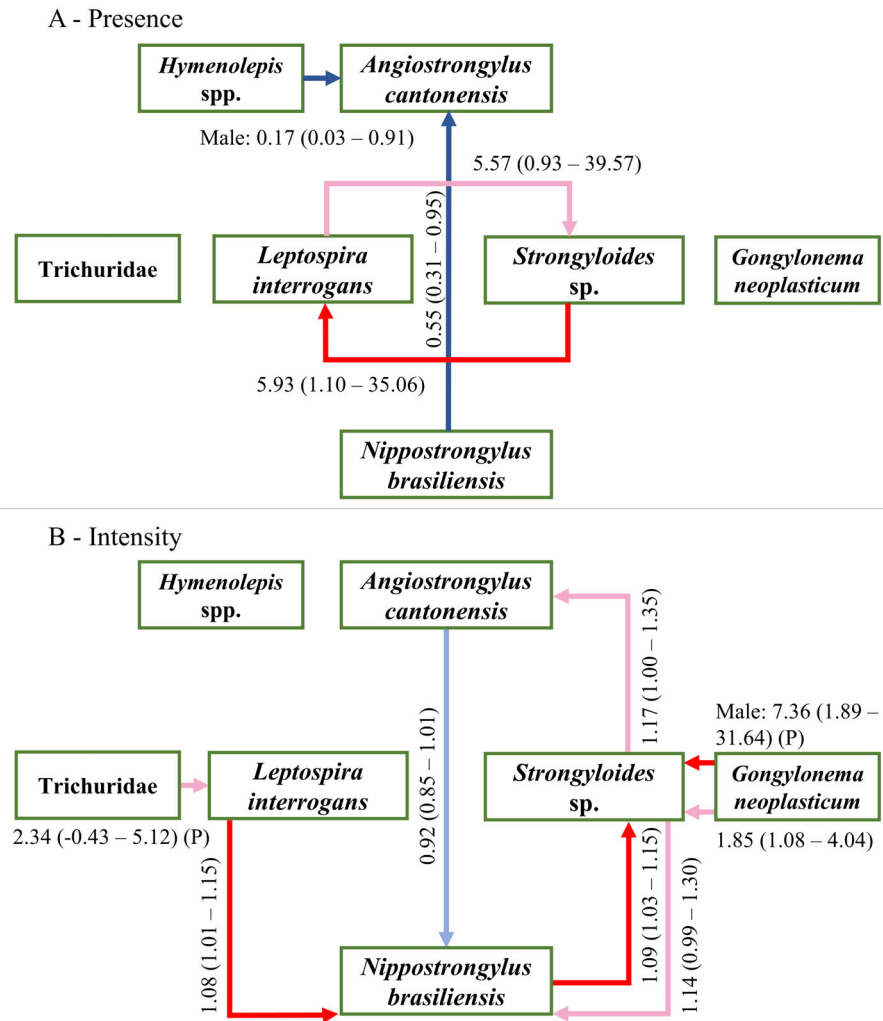 A - Presence
Hymenolepis
spp.
Angiostrongylus
cantonensis
Male: 0.17 (0.03 – 0.91)
5.57 (0.93 – 39.57)
0.55 (0.31 – 0.95)
Trichuridae
Leptospira
interrogans
Strongyloides
sp.
Gongylonema
neoplasticum
5.93 (1.10 – 35.06)
Nippostrongylus
brasiliensis
B - Intensity
Hymenolepis
spp.
Angiostrongylus
cantonensis
1.17 (1.00 – 1.35)
Male: 7.36 (1.89 –
31.64) (P)
Trichuridae
Leptospira
interrogans
0.92 (0.85 – 1.01)
Strongyloides
sp.
Gongylonema
neoplasticum
2.34 (-0.43 – 5.12) (P)
1.85 (1.08 – 4.04)
1.08 (1.01 – 1.15)
1.09 (1.03 – 1.15)
1.14 (0.99 – 1.30)
Nippostrongylus
brasiliensis